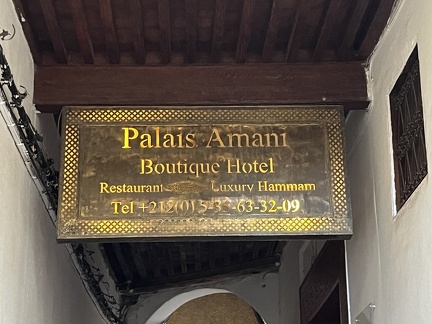 Palais Amani
Boutique Hotel
Restaurant Luxury Hammam
Tel +212(0)5-35-63-32-09